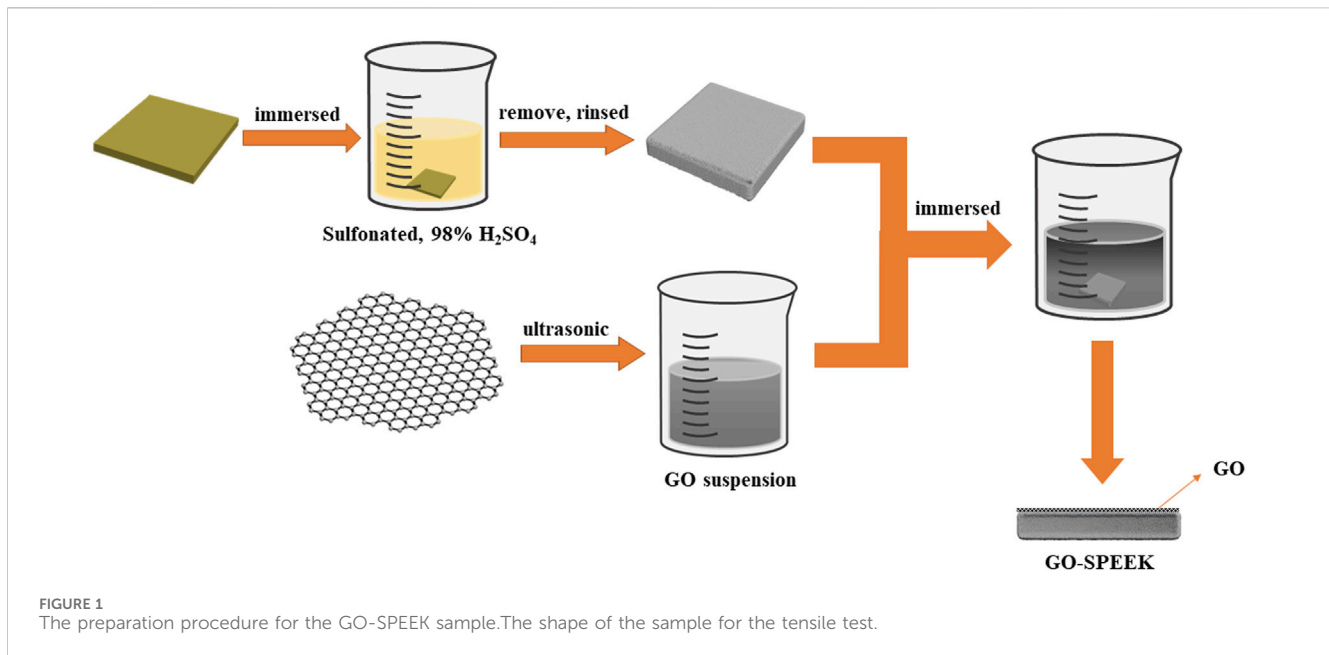 immersed
remove, rinsed
Sulfonated, 98% H₂SO₄
immersed
ultrasonic
GO suspension
GO
GO-SPEEK
FIGURE 1
The preparation procedure for the GO-SPEEK sample.The shape of the sample for the tensile test.